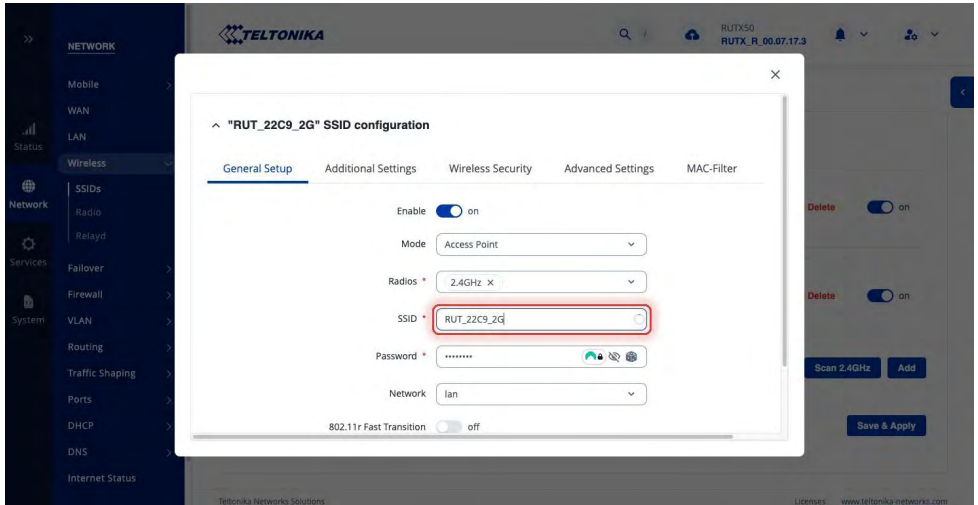 TELTONIKA
RUTX50
RUTX_R_00.07.17.3
NETWORK
Mobile
WAN
LAN
Wireless
SSIDs
Radio
Relayd
Failover
Firewall
VLAN
Routing
Traffic Shaping
Ports
DHCP
DNS
Internet Status
Status
Network
Services
System
"RUT_22C9_2G" SSID configuration
General Setup Additional Settings Wireless Security Advanced Settings MAC-Filter
Enable on
Mode Access Point
Radios * 2.4GHz ×
SSID * RUT_22C9_2G
Password * ••••••••
Network lan
802.11r Fast Transition off
Delete on
Delete on
Scan 2.4GHz Add
Save & Apply
Teltonika Networks Solutions
Licenses www.teltonika-networks.com